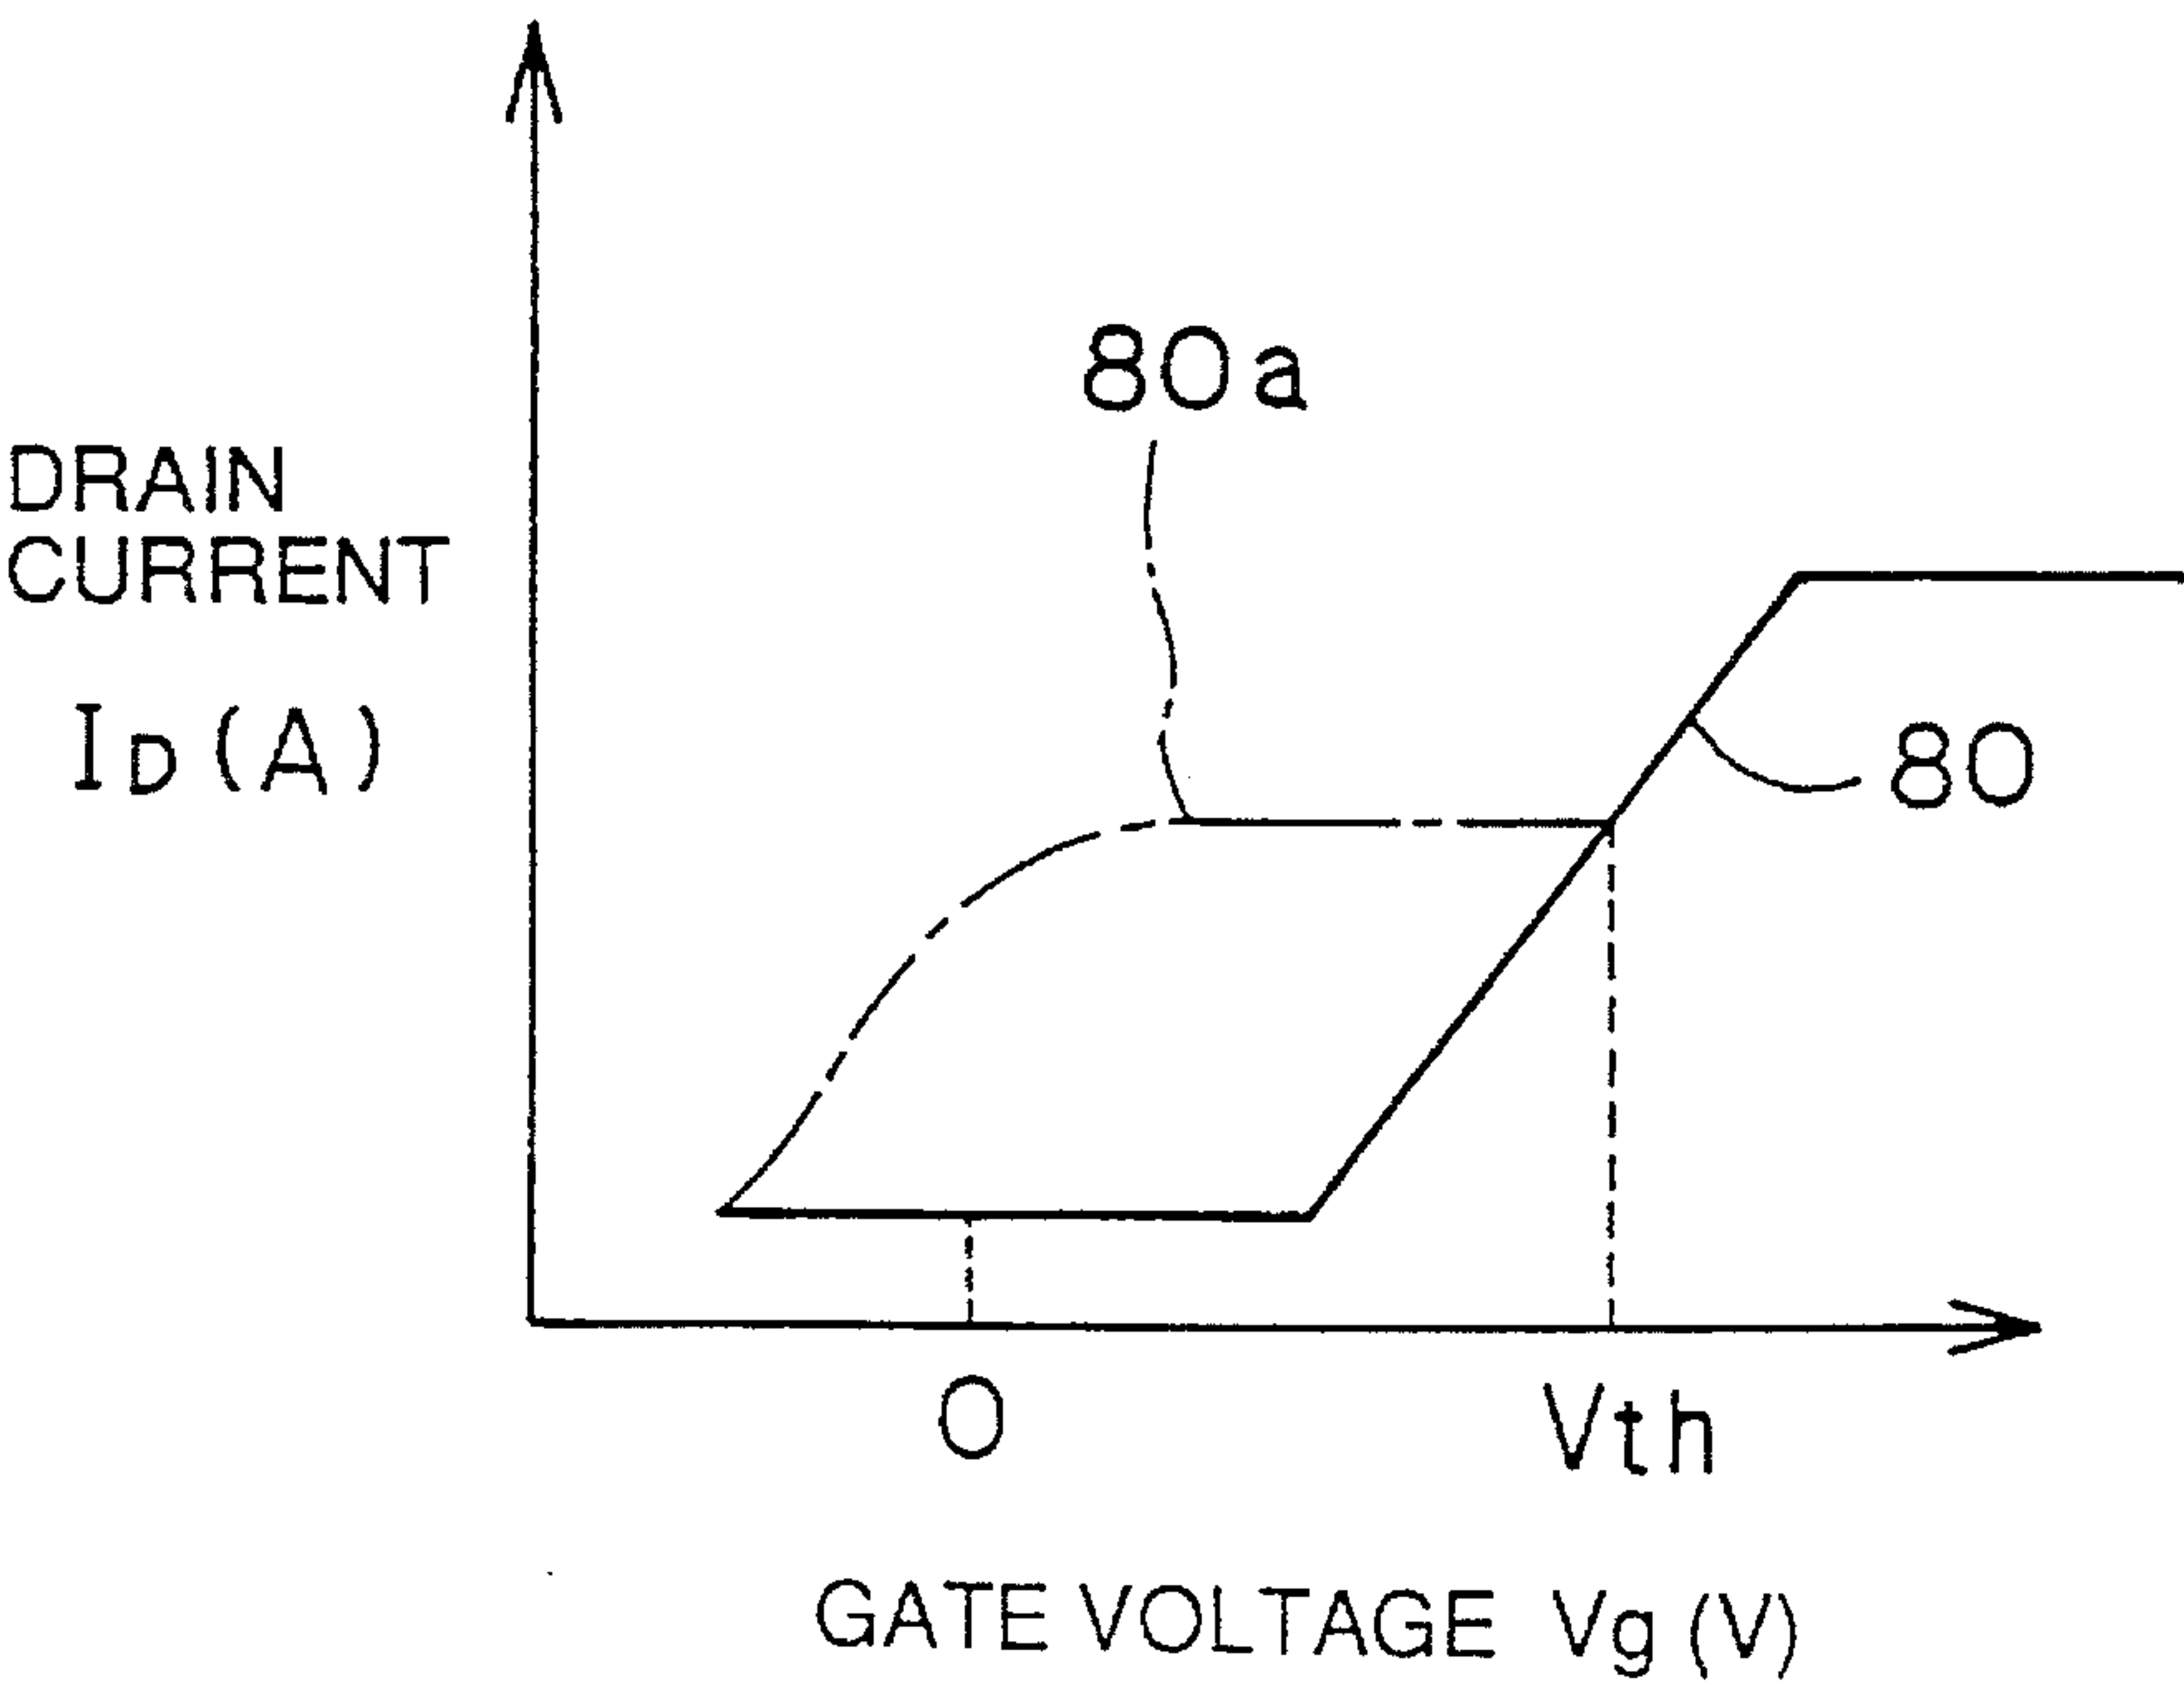 80a
DRAIN
CURRENT
ID (A)
80
0
Vth
GATE VOLTAGE Vg (V)